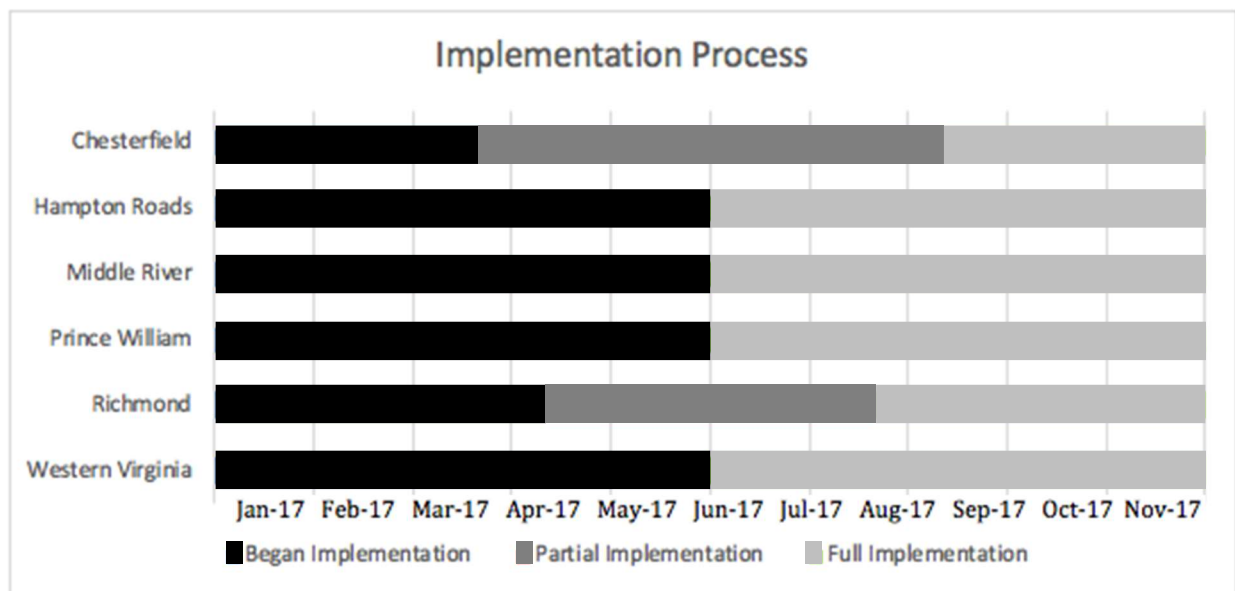 Implementation Process
Chesterfield
Hampton Roads
Middle River
Prince William
Richmond
Western Virginia
Jan-17 Feb-17 Mar-17 Apr-17 May-17 Jun-17 Jul-17 Aug-17 Sep-17 Oct-17 Nov-17
Began Implementation Partial Implementation Full Implementation